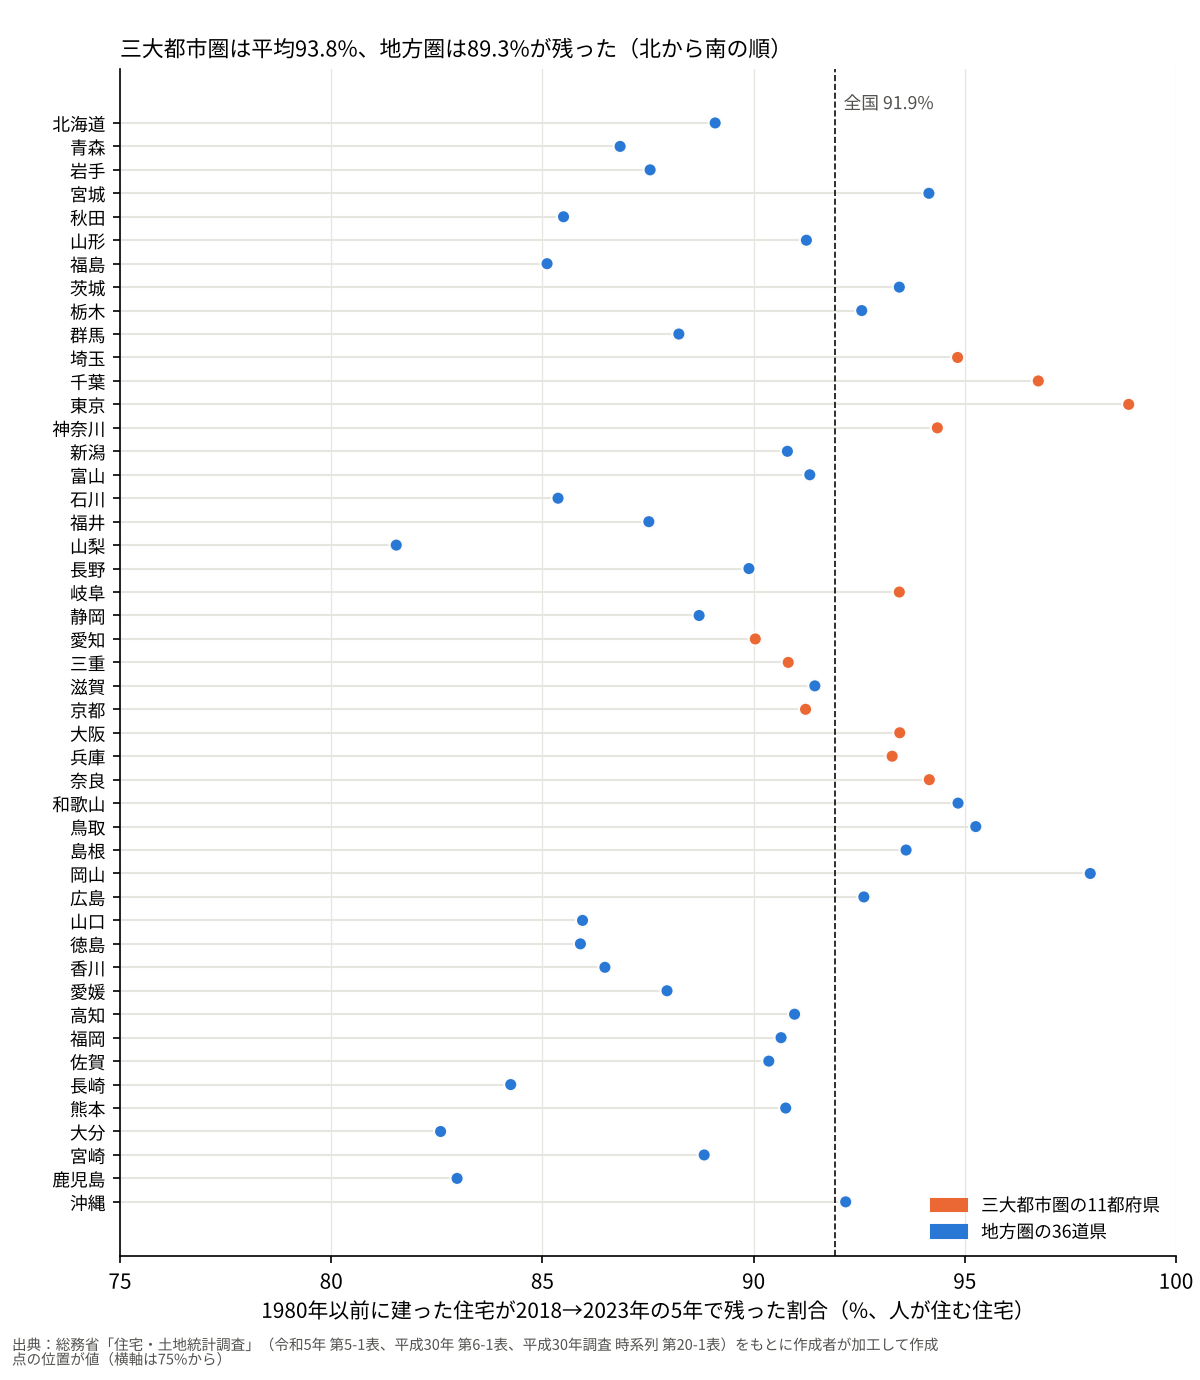 三大都市圏は平均93.8%、地方圏は89.3%が残った（北から南の順）
全国 91.9%
北海道
青森
岩手
宮城
秋田
山形
福島
茨城
栃木
群馬
埼玉
千葉
東京
神奈川
新潟
富山
石川
福井
山梨
長野
岐阜
静岡
愛知
三重
滋賀
京都
大阪
兵庫
奈良
和歌山
鳥取
島根
岡山
広島
山口
徳島
香川
愛媛
高知
福岡
佐賀
長崎
熊本
大分
宮崎
鹿児島
沖縄
三大都市圏の11都府県
地方圏の36道県
75 80 85 90 95 100
1980年以前に建った住宅が2018→2023年の5年で残った割合（%、人が住む住宅）
出典：総務省「住宅・土地統計調査」（令和5年 第5-1表、平成30年 第6-1表、平成30年調査 時系列 第20-1表）をもとに作成者が加工して作成
点の位置が値（横軸は75%から）